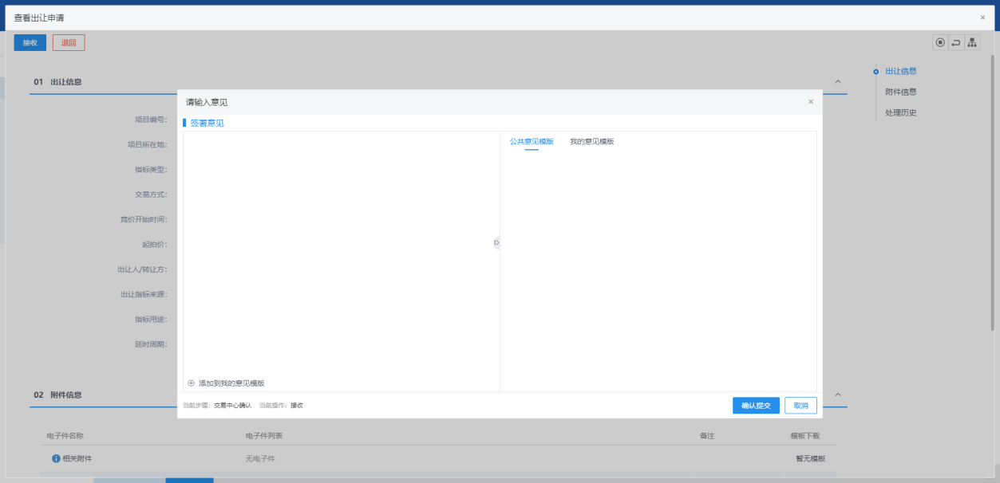 查看出让申请
接收 退回
01 出让信息
出让信息
附件信息
处理历史
项目编号:
项目所在地:
指标类型:
交易方式:
竞价开始时间:
起拍价:
出让人/转让方:
出让指标来源:
指标用途:
延时周期:
请输入意见
签署意见
公共意见模版 我的意见模版
添加到我的意见模版
当前步骤: 交易中心确认 当前操作: 接收
确认提交 取消
02 附件信息
电子件名称 电子件列表 备注 模板下载
相关附件 无电子件 暂无模板